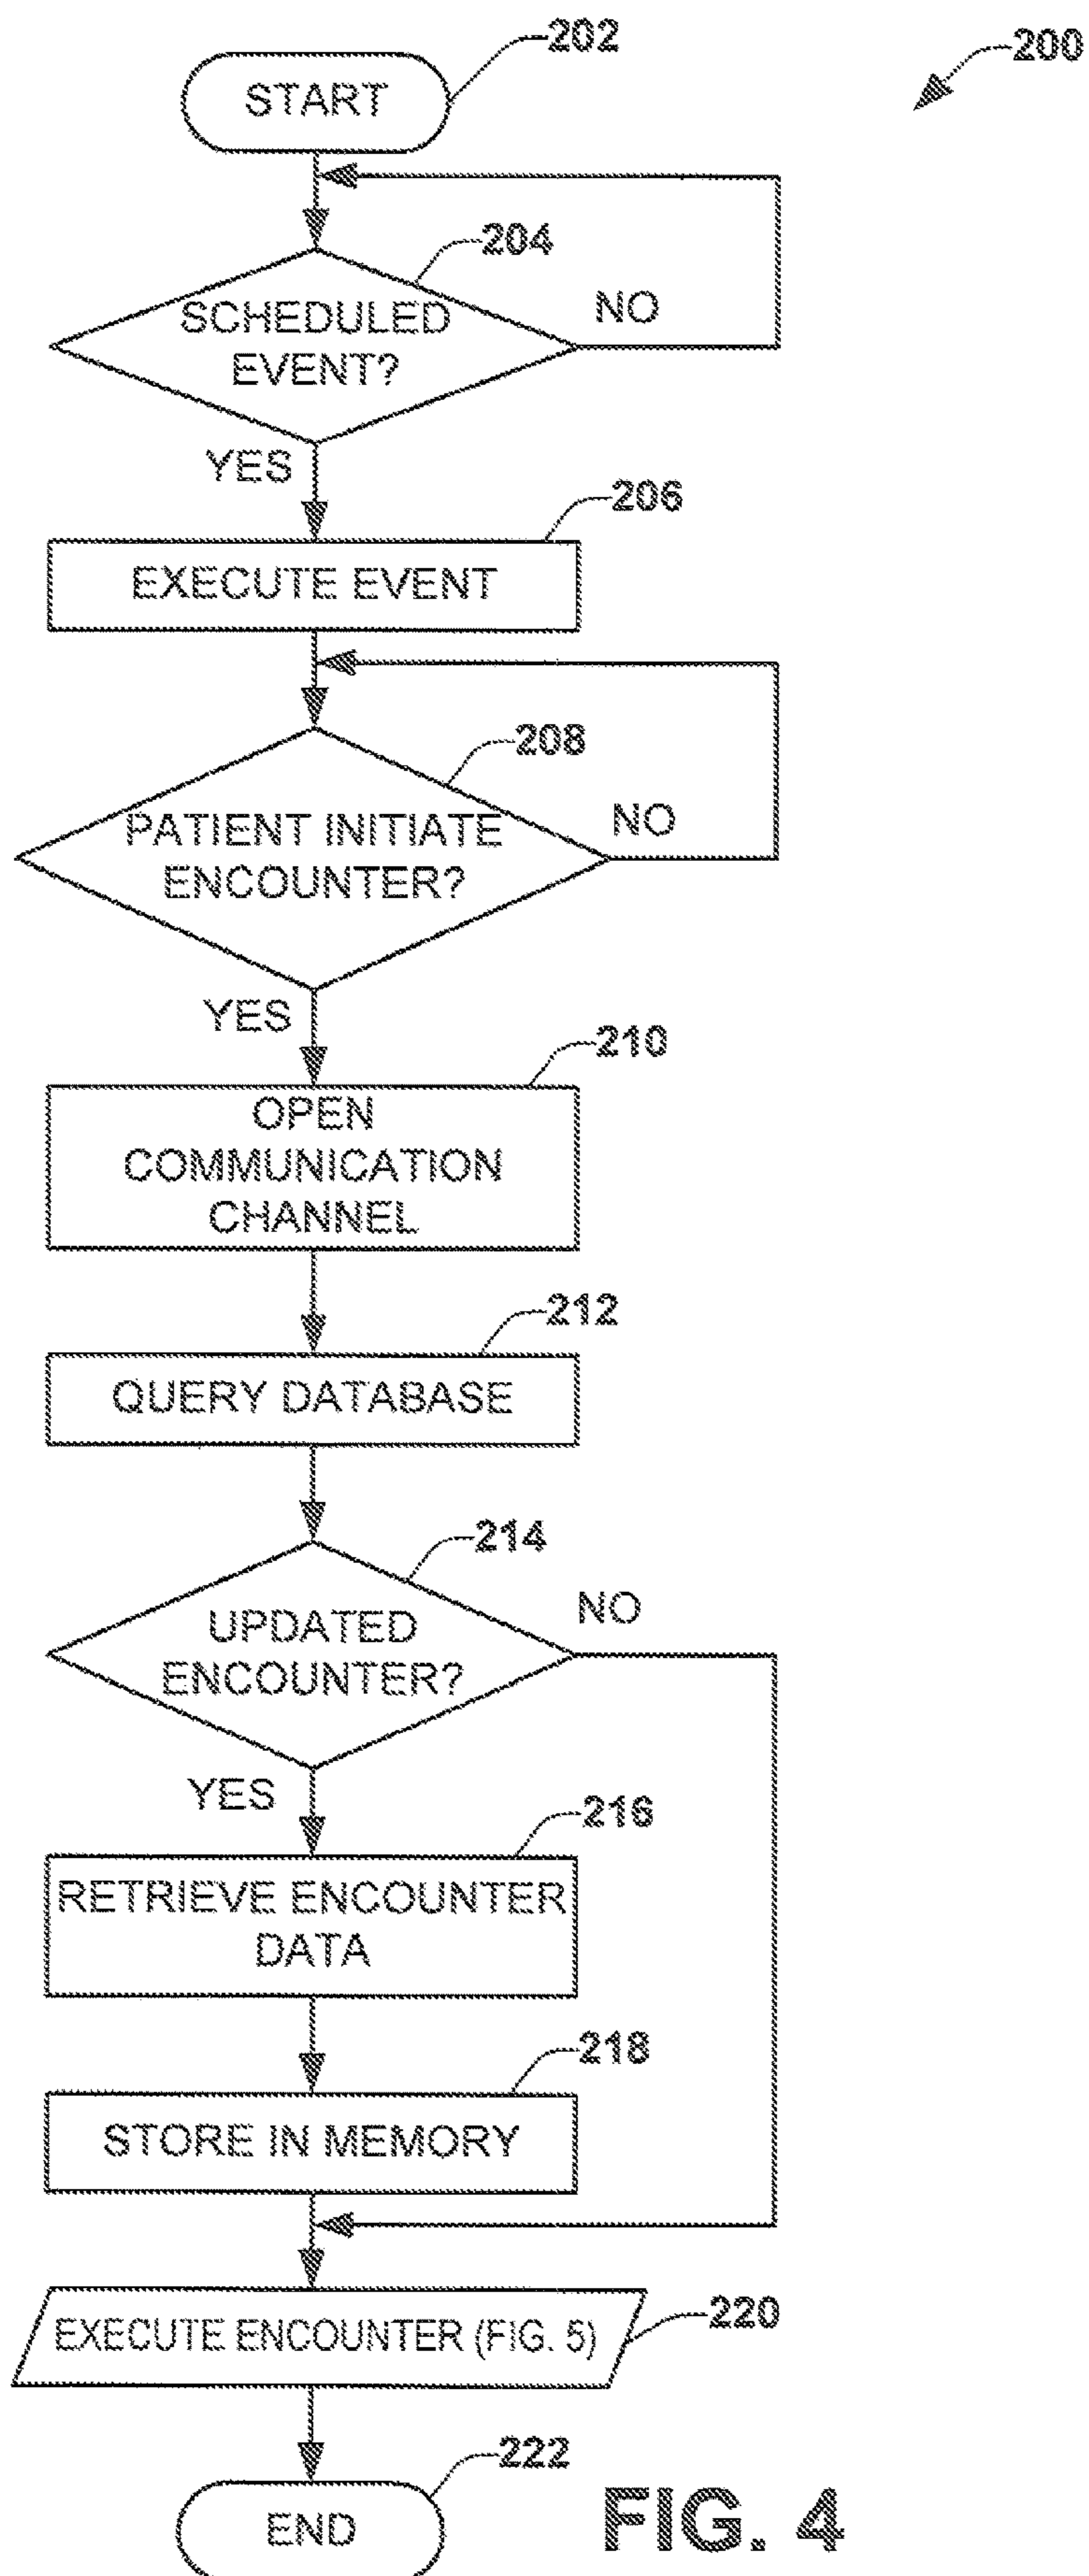 202
200
START
204
SCHEDULED
EVENT?
NO
YES
206
EXECUTE EVENT
208
PATIENT INITIATE
ENCOUNTER?
NO
YES
210
OPEN
COMMUNICATION
CHANNEL
212
QUERY DATABASE
214
NO
UPDATED
ENCOUNTER?
YES
216
RETRIEVE ENCOUNTER
DATA
218
STORE IN MEMORY
220
EXECUTE ENCOUNTER (FIG. 5)
222
END
FIG. 4